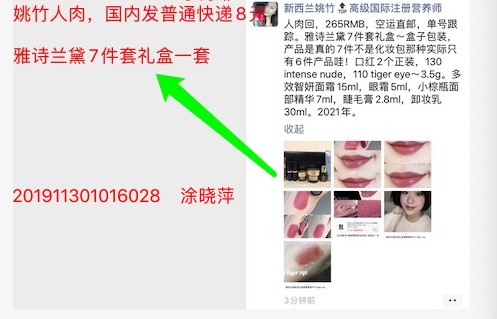 姚竹人肉，国内发普通快递8
雅诗兰黛7件套礼盒一套
201911301016028 涂晓萍
新西兰姚竹 TOP 高级国际注册营养师
人肉回，265RMB，空运直邮，单号跟
踪。雅诗兰黛7件套礼盒～盒子包装，
产品是真的7件不是化妆包那种实际只
有6件产品哇！口红2个正装，130
intense nude，110 tiger eye～3.5g。多
效智妍面霜15ml，眼霜5ml，小棕瓶面
部精华7ml，睫毛膏2.8ml，卸妆乳
30ml。2021年。
收起
Tiger eye
3分钟前